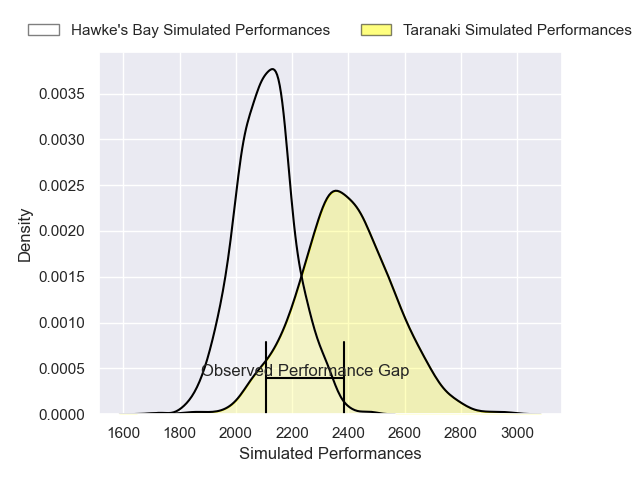 Hawke's Bay Simulated Performances
Taranaki Simulated Performances
Density
0.0035
0.0030
0.0025
0.0020
0.0015
0.0010
0.0005
0.0000
Observed Performance Gap
1600 1800 2000 2200 2400 2600 2800 3000
Simulated Performances